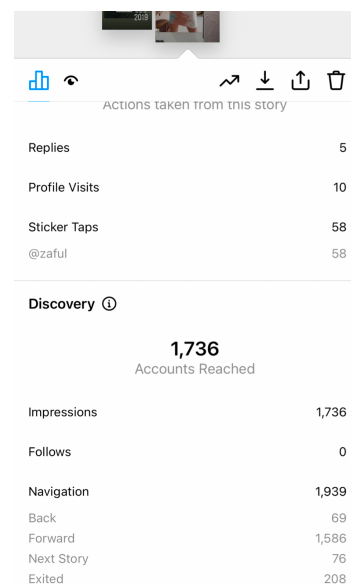 2019
Actions taken from this story
Replies 5
Profile Visits 10
Sticker Taps 58
@zaful 58
Discovery
1,736
Accounts Reached
Impressions 1,736
Follows 0
Navigation 1,939
Back 69
Forward 1,586
Next Story 76
Exited 208